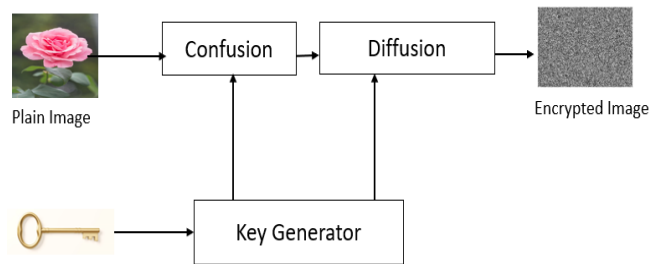 Confusion
Diffusion
Plain Image
Encrypted Image
Key Generator